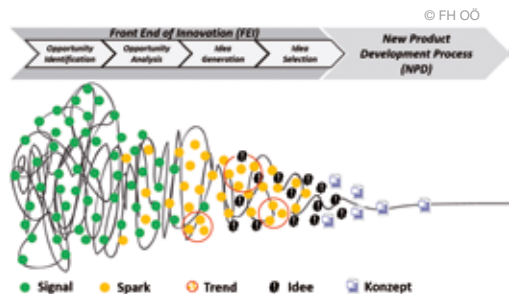 © FH OÖ
Front End of Innovation (FEI)
Opportunity Identification
Opportunity Analysis
Idea Generation
Idea Selection
New Product
Development Process
(NPD)
Signal
Spark
Trend
Idee
Konzept